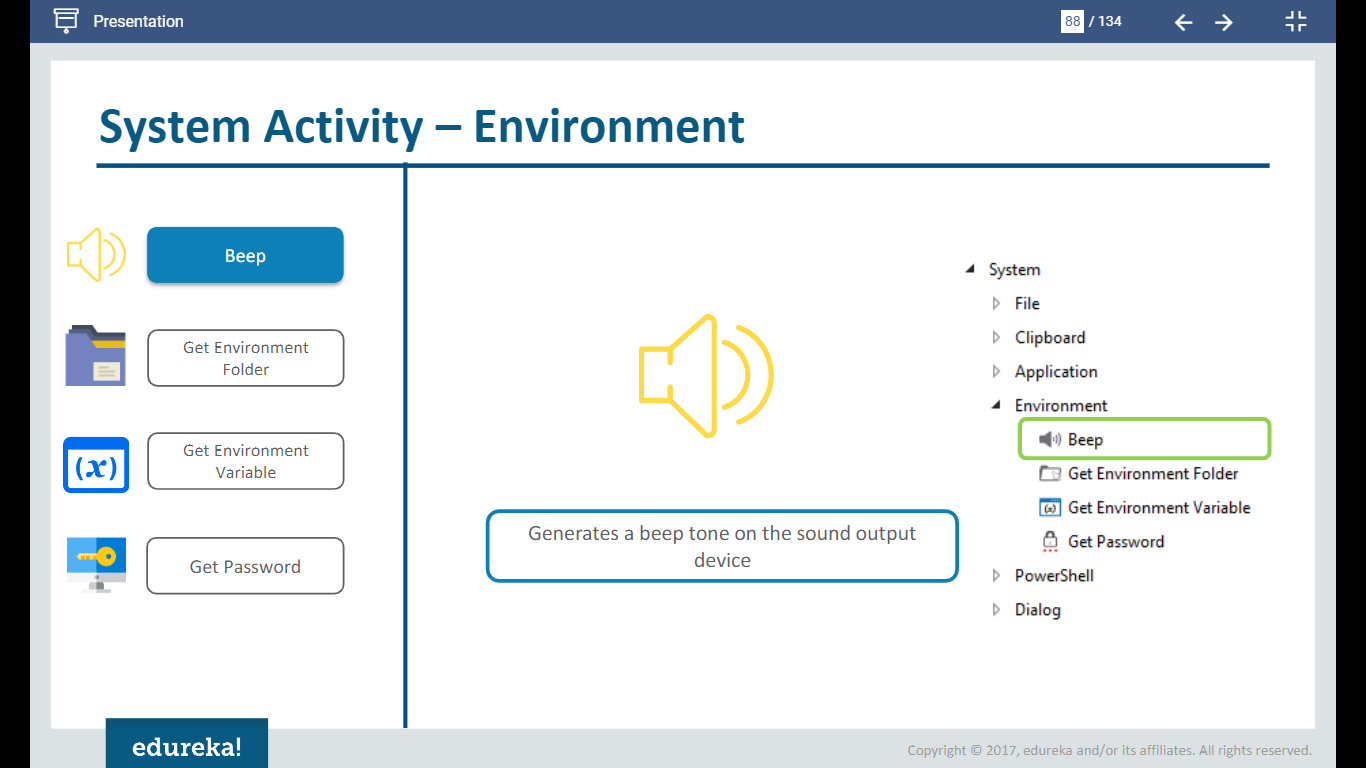 Presentation
88 / 134
System Activity – Environment
Beep
Get Environment
Folder
(x)
Get Environment
Variable
Get Password
Generates a beep tone on the sound output
device
System
File
Clipboard
Application
Environment
Beep
Get Environment Folder
(x) Get Environment Variable
Get Password
PowerShell
Dialog
edureka!
Copyright © 2017, edureka and/or its affiliates. All rights reserved.